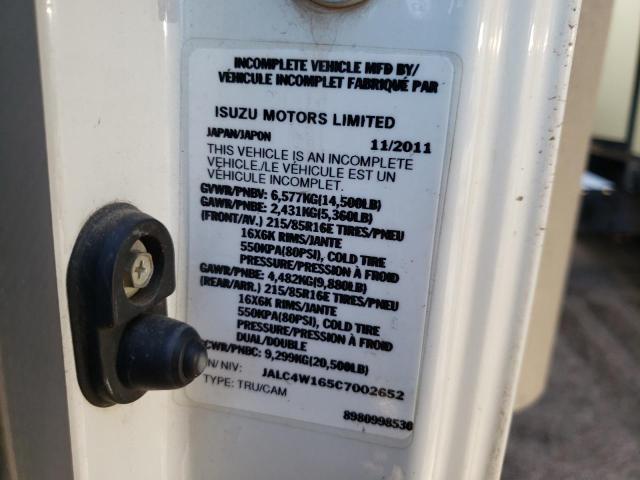 INCOMPLETE VEHICLE MFD BY/
VÉHICULE INCOMPLET FABRIQUÉ PAR
ISUZU MOTORS LIMITED
JAPAN/JAPON 11/2011
THIS VEHICLE IS AN INCOMPLETE
VEHICLE./LE VÉHICULE EST UN
VÉHICULE INCOMPLET.
GVWR/PNBV: 6,577KG(14,500LB)
GAWR/PNBE: 2,431KG(5,360LB)
(FRONT/AV.) 215/85R16E TIRES/PNEU
16X6K RIMS/JANTE
550KPA(80PSI), COLD TIRE
PRESSURE/PRESSION À FROID
GAWR/PNBE: 4,482KG(9,880LB)
(REAR/ARR.) 215/85R16E TIRES/PNEU
16X6K RIMS/JANTE
550KPA(80PSI), COLD TIRE
PRESSURE/PRESSION À FROID
DUAL/DOUBLE
CWR/PNBC: 9,299KG(20,500LB)
N/ NIV: JALC4W165C7002652
TYPE: TRU/CAM
8980998530